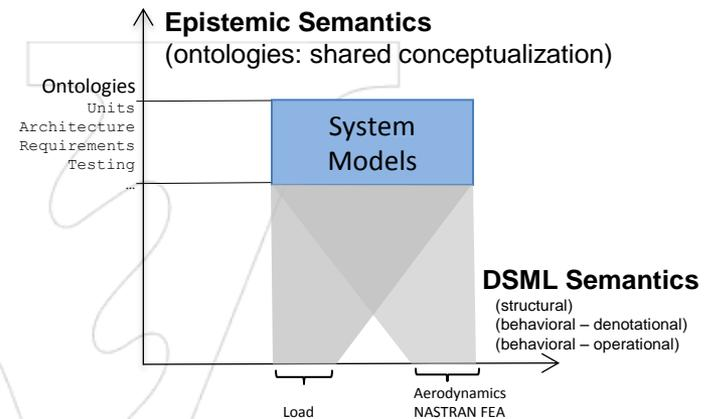 Epistemic Semantics
(ontologies: shared conceptualization)
Ontologies
Units
Architecture
Requirements
Testing
…
System
Models
DSML Semantics
(structural)
(behavioral – denotational)
(behavioral – operational)
Load
Aerodynamics
NASTRAN FEA